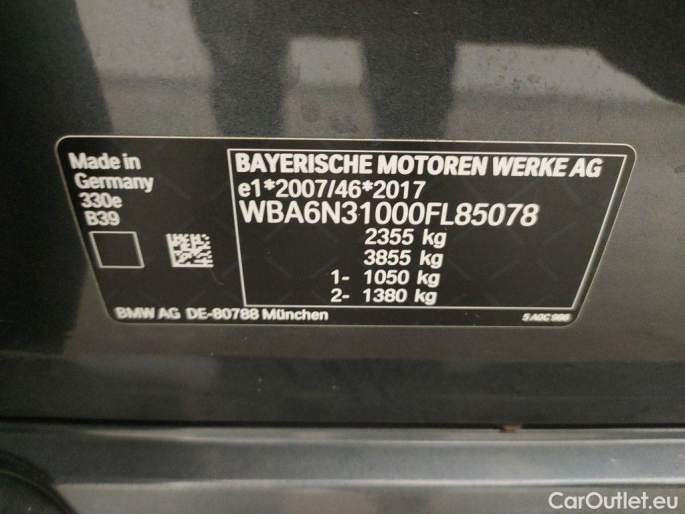 Made in
Germany
330e
B39
BAYERISCHE MOTOREN WERKE AG
e1*2007/46*2017
WBA6N31000FL85078
2355 kg
3855 kg
1- 1050 kg
2- 1380 kg
BMW AG DE-80788 München
CarOutlet.eu